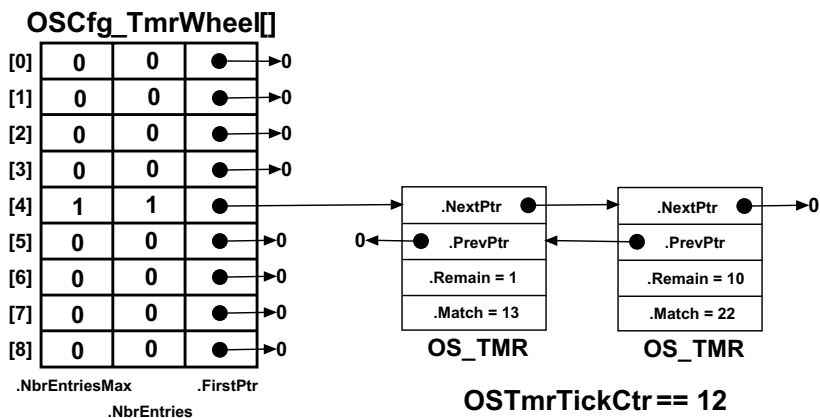 OSCfg_TmrWheel[]
[0] 0 0 0
[1] 0 0 0
[2] 0 0 0
[3] 0 0 0
[4] 1 1 .NextPtr .NextPtr 0
[5] 0 0 0 0 .PrevPtr .PrevPtr
[6] 0 0 0 .Remain = 1 .Remain = 10
[7] 0 0 0 .Match = 13 .Match = 22
[8] 0 0 0 OS_TMR OS_TMR
.NbrEntriesMax .FirstPtr
.NbrEntries
OSTmrTickCtr == 12